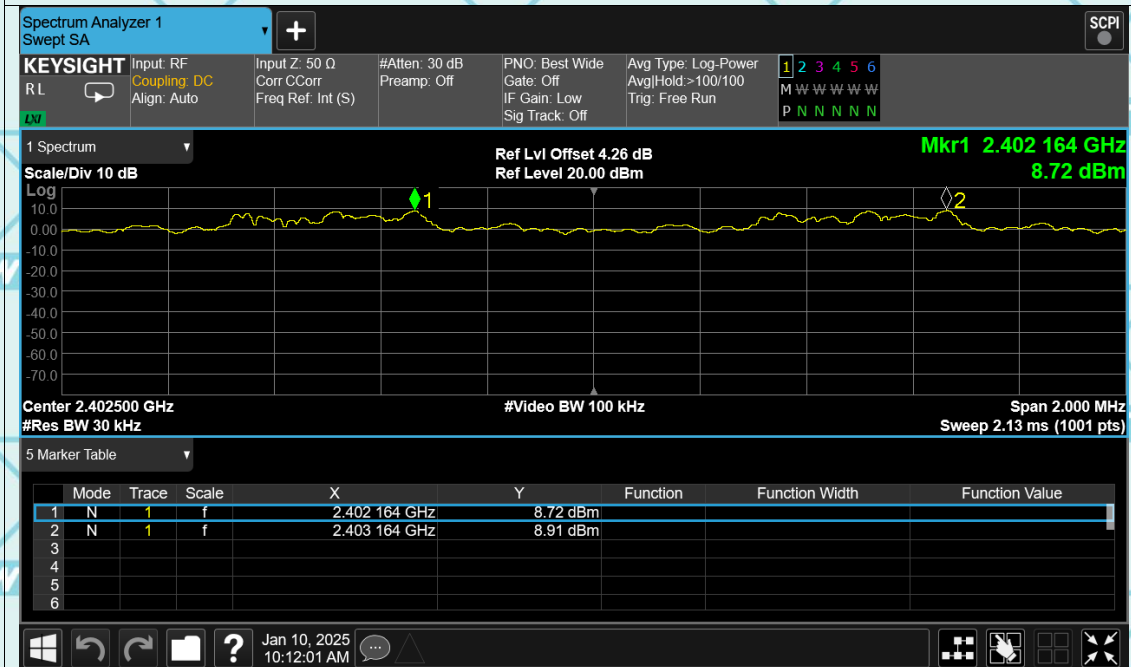 Spectrum Analyzer 1
Swept SA
+
SCPI
KEYSIGHT
RL
LXI
Input: RF
Coupling: DC
Align: Auto
Input Z: 50 Ω
Corr CCorr
Freq Ref: Int (S)
#Atten: 30 dB
Preamp: Off
PNO: Best Wide
Gate: Off
IF Gain: Low
Sig Track: Off
Avg Type: Log-Power
Avg|Hold:>100/100
Trig: Free Run
1 2 3 4 5 6
M W W W W W
P N N N N N
1 Spectrum
Scale/Div 10 dB
Ref Lvl Offset 4.26 dB
Ref Level 20.00 dBm
Mkr1 2.402 164 GHz
8.72 dBm
Log
10.0
0.00
-10.0
-20.0
-30.0
-40.0
-50.0
-60.0
-70.0
1
2
Center 2.402500 GHz
#Video BW 100 kHz
Span 2.000 MHz
#Res BW 30 kHz
Sweep 2.13 ms (1001 pts)
5 Marker Table
Mode Trace Scale X Y Function Function Width Function Value
1 N 1 f 2.402 164 GHz 8.72 dBm
2 N 1 f 2.403 164 GHz 8.91 dBm
3
4
5
6
?
Jan 10, 2025
10:12:01 AM